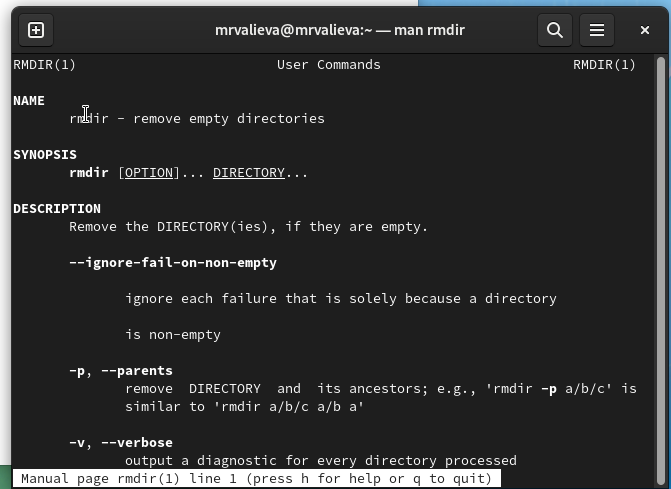 mrvalieva@mrvalieva:~ — man rmdir
RMDIR(1) User Commands RMDIR(1)
NAME
rmdir - remove empty directories
SYNOPSIS
rmdir [OPTION]... DIRECTORY...
DESCRIPTION
Remove the DIRECTORY(ies), if they are empty.
--ignore-fail-on-non-empty
ignore each failure that is solely because a directory
is non-empty
-p, --parents
remove DIRECTORY and its ancestors; e.g., 'rmdir -p a/b/c' is
similar to 'rmdir a/b/c a/b a'
-v, --verbose
output a diagnostic for every directory processed
Manual page rmdir(1) line 1 (press h for help or q to quit)